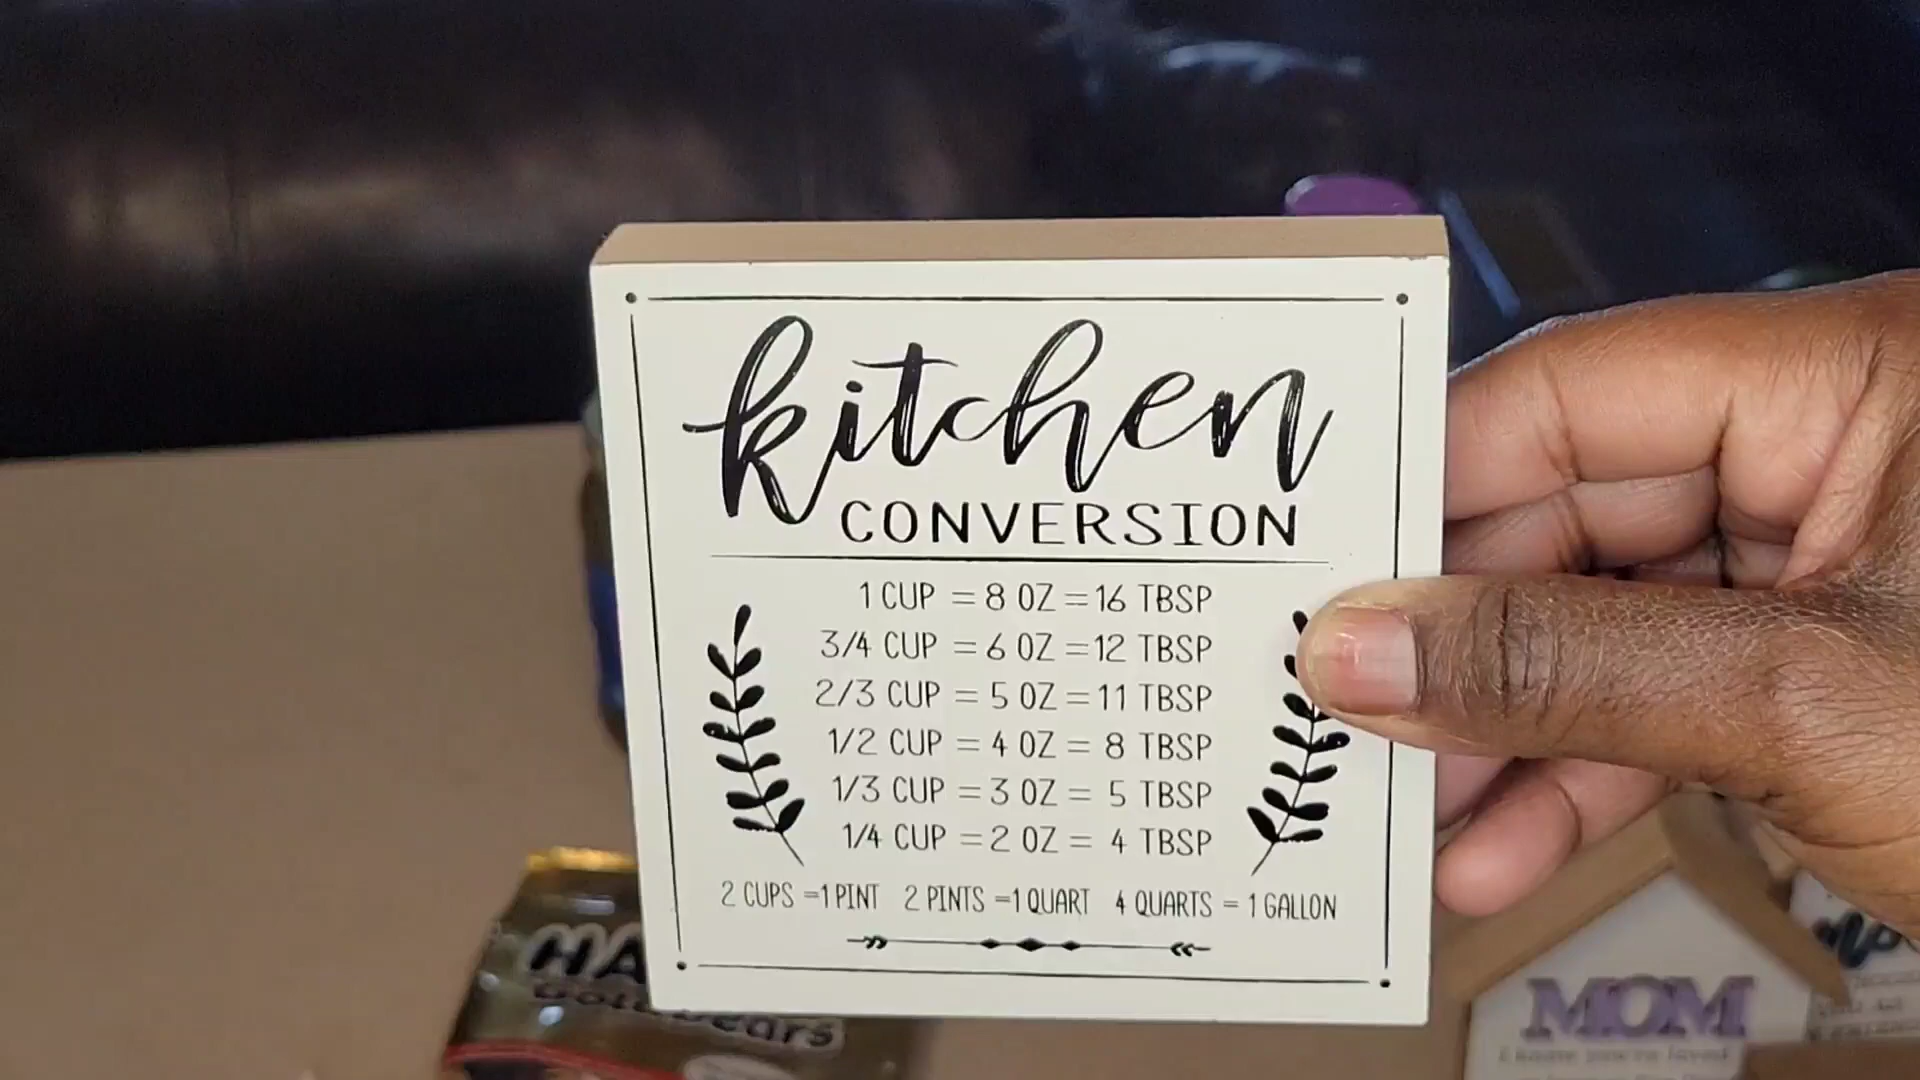 kitchen
CONVERSION
1 CUP = 8 OZ = 16 TBSP
3/4 CUP = 6 OZ = 12 TBSP
2/3 CUP = 5 OZ = 11 TBSP
1/2 CUP = 4 OZ = 8 TBSP
1/3 CUP = 3 OZ = 5 TBSP
1/4 CUP = 2 OZ = 4 TBSP
2 CUPS = 1 PINT 2 PINTS = 1 QUART 4 QUARTS = 1 GALLON
HA
Goldbears
MOM